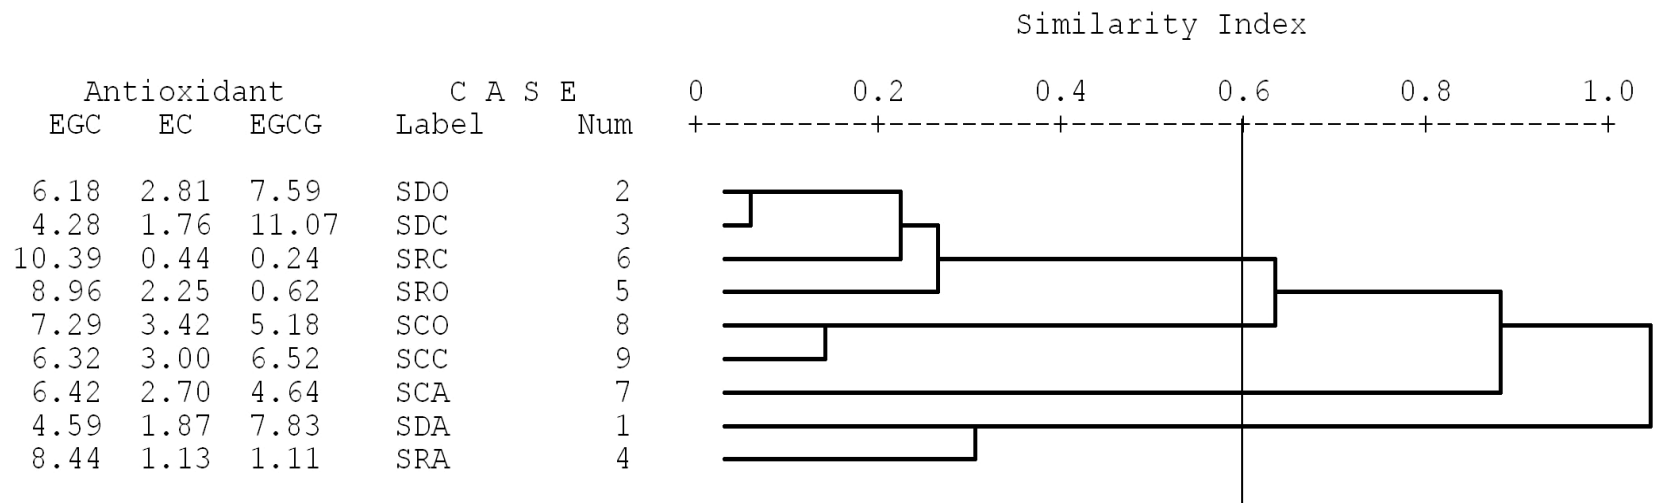 Similarity Index
Antioxidant C A S E 0 0.2 0.4 0.6 0.8 1.0
EGC EC EGCG Label Num +---------+---------+---------+---------+---------+
6.18 2.81 7.59 SDO 2
4.28 1.76 11.07 SDC 3
10.39 0.44 0.24 SRC 6
8.96 2.25 0.62 SRO 5
7.29 3.42 5.18 SCO 8
6.32 3.00 6.52 SCC 9
6.42 2.70 4.64 SCA 7
4.59 1.87 7.83 SDA 1
8.44 1.13 1.11 SRA 4